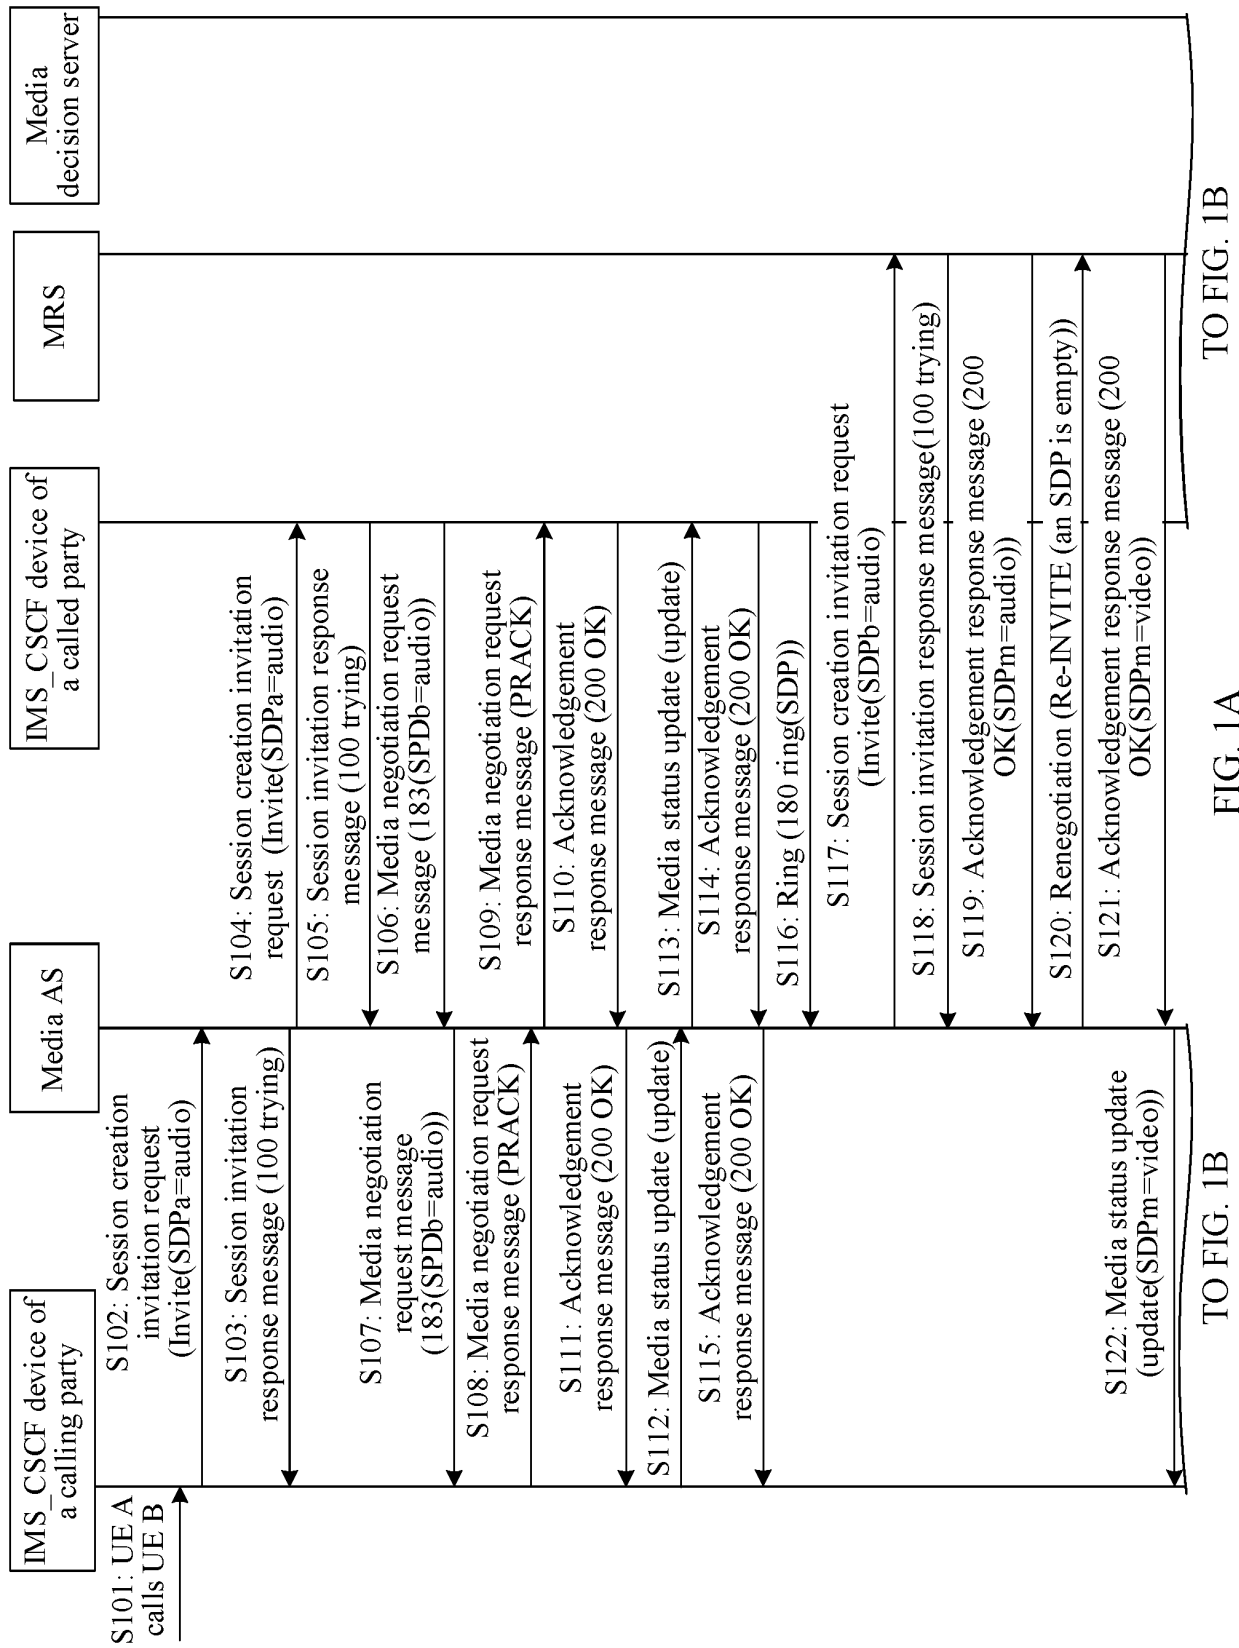 IMS_CSCF device of
a calling party
Media AS
IMS_CSCF device of
a called party
MRS
Media
decision server
S101: UE A
calls UE B
S102: Session creation
invitation request
(Invite(SDPa=audio)
S103: Session invitation
response message (100 trying)
S104: Session creation invitation
request (Invite(SDPa=audio)
S105: Session invitation response
message (100 trying)
S106: Media negotiation request
message (183(SPDb=audio))
S107: Media negotiation
request message
(183(SPDb=audio))
S108: Media negotiation request
response message (PRACK)
S109: Media negotiation request
response message (PRACK)
S110: Acknowledgement
response message (200 OK)
S111: Acknowledgement
response message (200 OK)
S112: Media status update (update)
S113: Media status update (update)
S114: Acknowledgement
response message (200 OK)
S115: Acknowledgement
response message (200 OK)
S116: Ring (180 ring(SDP))
S117: Session creation invitation request
(Invite(SDPb=audio)
S118: Session invitation response message(100 trying)
S119: Acknowledgement response message (200
OK(SDPm=audio))
S120: Renegotiation (Re-INVITE (an SDP is empty))
S121: Acknowledgement response message (200
OK(SDPm=video))
S122: Media status update
(update(SDPm=video))
TO FIG. 1B
TO FIG. 1B
FIG. 1A